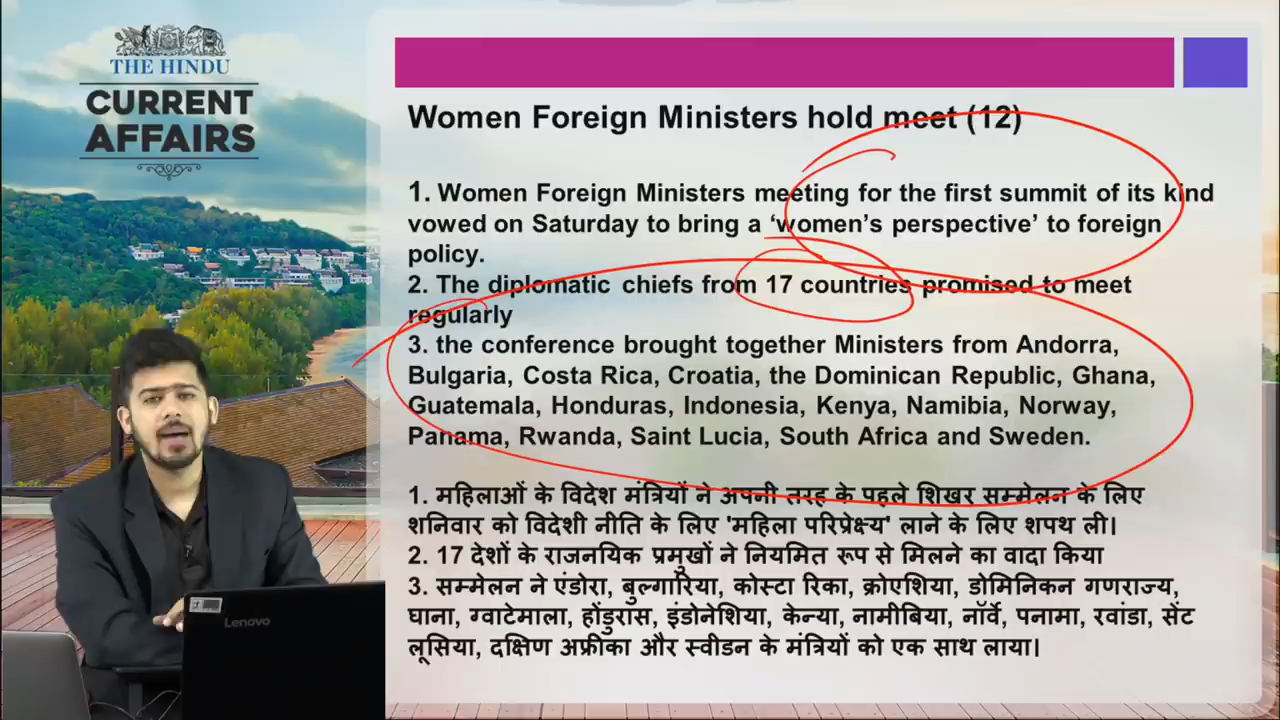 THE HINDU
CURRENT
AFFAIRS
Women Foreign Ministers hold meet (12)
1. Women Foreign Ministers meeting for the first summit of its kind
vowed on Saturday to bring a ‘women’s perspective’ to foreign
policy.
2. The diplomatic chiefs from 17 countries promised to meet
regularly
3. the conference brought together Ministers from Andorra,
Bulgaria, Costa Rica, Croatia, the Dominican Republic, Ghana,
Guatemala, Honduras, Indonesia, Kenya, Namibia, Norway,
Panama, Rwanda, Saint Lucia, South Africa and Sweden.
1. महिलाओं के विदेश मंत्रियों ने अपनी तरह के पहले शिखर सम्मेलन के लिए
शनिवार को विदेशी नीति के लिए 'महिला परिप्रेक्ष्य' लाने के लिए शपथ ली।
2. 17 देशों के राजनयिक प्रमुखों ने नियमित रूप से मिलने का वादा किया
3. सम्मेलन ने एंडोरा, बुल्गारिया, कोस्टा रिका, क्रोएशिया, डोमिनिकन गणराज्य,
घाना, ग्वाटेमाला, होंडुरास, इंडोनेशिया, केन्या, नामीबिया, नॉर्वे, पनामा, रवांडा, सेंट
लूसिया, दक्षिण अफ्रीका और स्वीडन के मंत्रियों को एक साथ लाया।
Lenovo